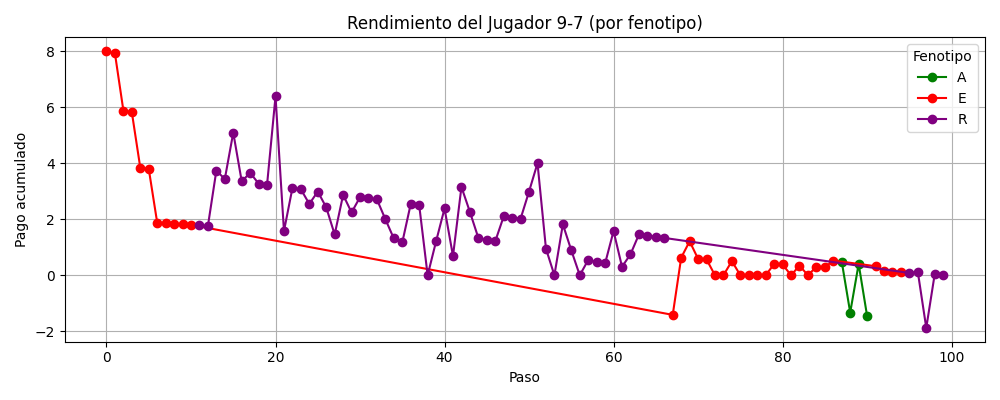 Rendimiento del Jugador 9-7 (por fenotipo)
Pago acumulado
8
6
4
2
0
−2
Fenotipo
A
E
R
0 20 40 60 80 100
Paso